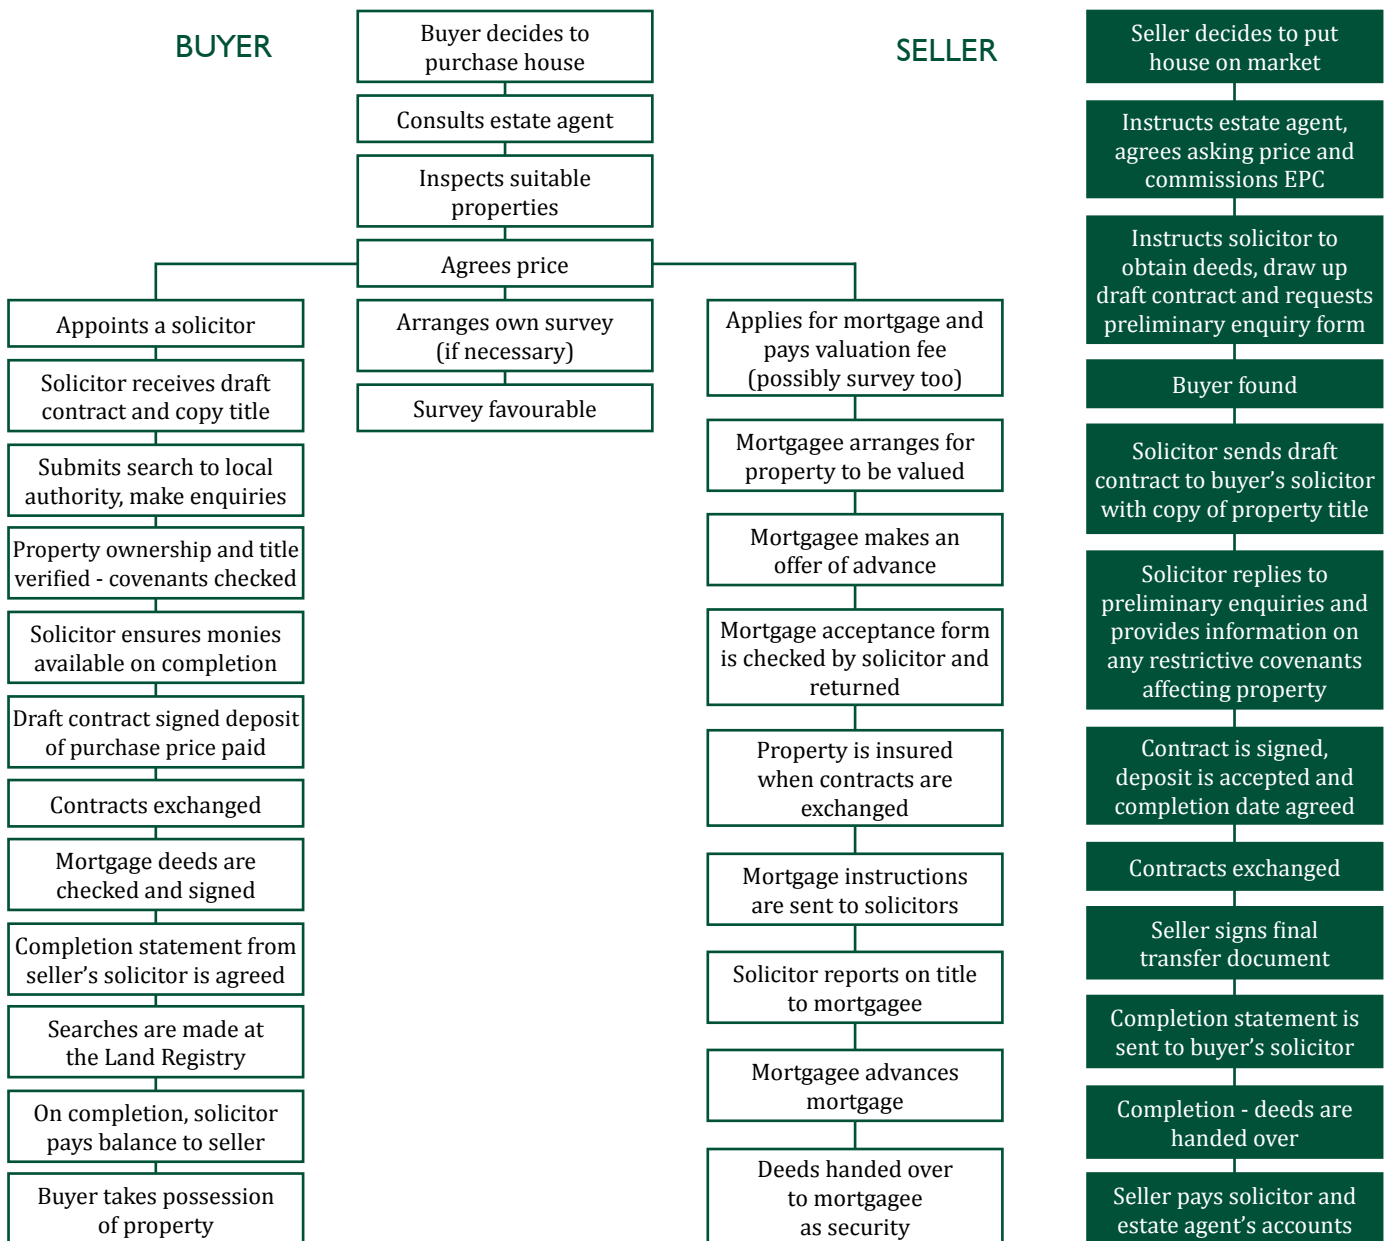 BUYER
Buyer decides to
purchase house
Consults estate agent
Inspects suitable
properties
Agrees price
Appoints a solicitor
Solicitor receives draft
contract and copy title
Submits search to local
authority, make enquiries
Property ownership and title
verified - covenants checked
Solicitor ensures monies
available on completion
Draft contract signed deposit
of purchase price paid
Contracts exchanged
Mortgage deeds are
checked and signed
Completion statement from
seller's solicitor is agreed
Searches are made at
the Land Registry
On completion, solicitor
pays balance to seller
Buyer takes possession
of property
Arranges own survey
(if necessary)
Survey favourable
Applies for mortgage and
pays valuation fee
(possibly survey too)
Mortgagee arranges for
property to be valued
Mortgagee makes an
offer of advance
Mortgage acceptance form
is checked by solicitor and
returned
Property is insured
when contracts are
exchanged
Mortgage instructions
are sent to solicitors
Solicitor reports on title
to mortgagee
Mortgagee advances
mortgage
Deeds handed over
to mortgagee
as security
SELLER
Seller decides to put
house on market
Instructs estate agent,
agrees asking price and
commissions EPC
Instructs solicitor to
obtain deeds, draw up
draft contract and requests
preliminary enquiry form
Buyer found
Solicitor sends draft
contract to buyer's solicitor
with copy of property title
Solicitor replies to
preliminary enquiries and
provides information on
any restrictive covenants
affecting property
Contract is signed,
deposit is accepted and
completion date agreed
Contracts exchanged
Seller signs final
transfer document
Completion statement is
sent to buyer's solicitor
Completion - deeds are
handed over
Seller pays solicitor and
estate agent's accounts